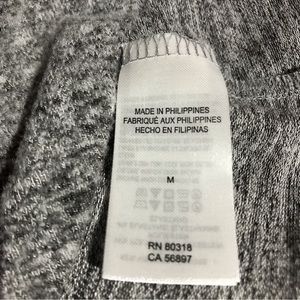 MADE IN PHILIPPINES
FABRIQUÉ AUX PHILIPPINES
HECHO EN FILIPINAS
M
RN 80318
CA 56897